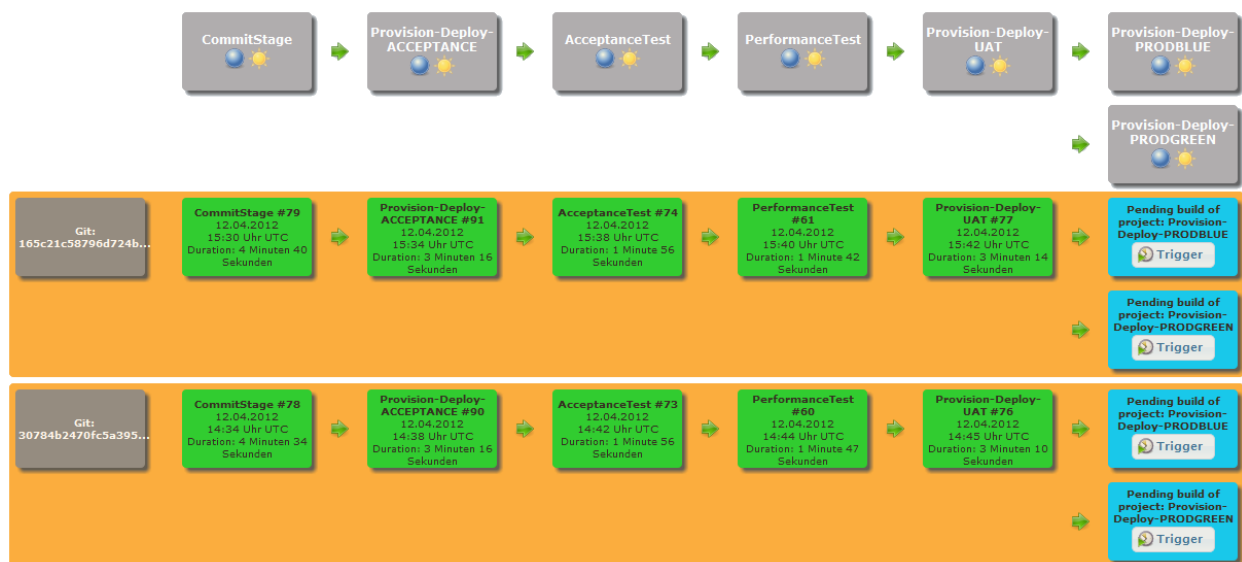 CommitStage
Provision-Deploy-
ACCEPTANCE
AcceptanceTest
PerformanceTest
Provision-Deploy-
UAT
Provision-Deploy-
PRODBLUE
Provision-Deploy-
PRODGREEN
Git:
165c21c58796d724b...
CommitStage #79
12.04.2012
15:30 Uhr UTC
Duration: 4 Minuten 40
Sekunden
Provision-Deploy-
ACCEPTANCE #91
12.04.2012
15:34 Uhr UTC
Duration: 3 Minuten 16
Sekunden
AcceptanceTest #74
12.04.2012
15:38 Uhr UTC
Duration: 1 Minute 56
Sekunden
PerformanceTest
#61
12.04.2012
15:40 Uhr UTC
Duration: 1 Minute 42
Sekunden
Provision-Deploy-
UAT #77
12.04.2012
15:42 Uhr UTC
Duration: 3 Minuten 14
Sekunden
Pending build of
project: Provision-
Deploy-PRODBLUE
Trigger
Pending build of
project: Provision-
Deploy-PRODGREEN
Trigger
Git:
30784b2470fc5a395...
CommitStage #78
12.04.2012
14:34 Uhr UTC
Duration: 4 Minuten 34
Sekunden
Provision-Deploy-
ACCEPTANCE #90
12.04.2012
14:38 Uhr UTC
Duration: 3 Minuten 16
Sekunden
AcceptanceTest #73
12.04.2012
14:42 Uhr UTC
Duration: 1 Minute 56
Sekunden
PerformanceTest
#60
12.04.2012
14:44 Uhr UTC
Duration: 1 Minute 47
Sekunden
Provision-Deploy-
UAT #76
12.04.2012
14:45 Uhr UTC
Duration: 3 Minuten 10
Sekunden
Pending build of
project: Provision-
Deploy-PRODBLUE
Trigger
Pending build of
project: Provision-
Deploy-PRODGREEN
Trigger